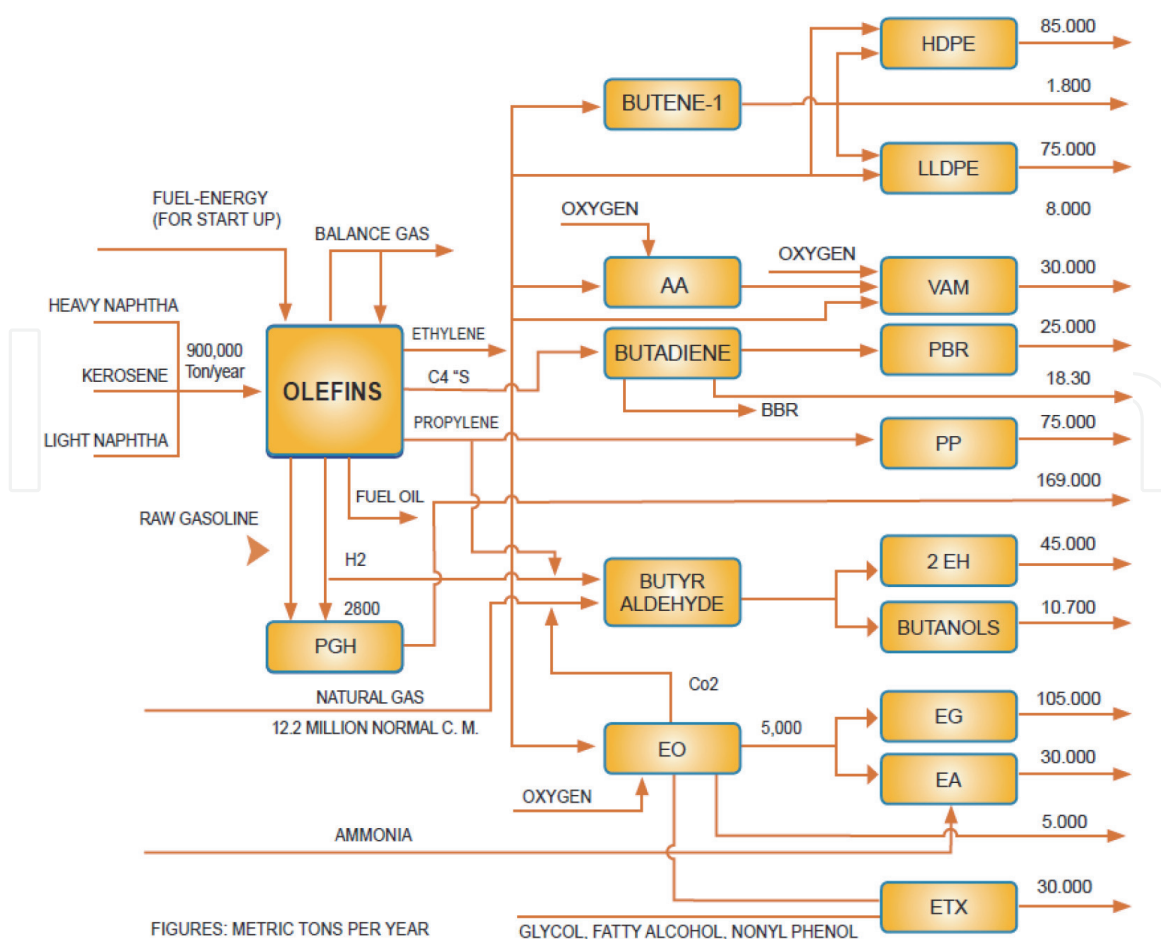 85.000
HDPE
1.800
BUTENE-1
75.000
LLDPE
FUEL-ENERGY
(FOR START UP)
OXYGEN
8.000
BALANCE GAS
OXYGEN
30.000
AA
VAM
HEAVY NAPHTHA
ETHYLENE
25.000
900,000
Ton/year
BUTADIENE
PBR
KEROSENE
OLEFINS
C4 “S
18.30
BBR
PROPYLENE
75.000
LIGHT NAPHTHA
PP
169.000
FUEL OIL
RAW GASOLINE
45.000
H2
2 EH
BUTYR
ALDEHYDE
2800
10.700
BUTANOLS
PGH
NATURAL GAS
Co2
105.000
12.2 MILLION NORMAL C. M.
5,000
EG
EO
30.000
EA
OXYGEN
5.000
AMMONIA
30.000
ETX
FIGURES: METRIC TONS PER YEAR
GLYCOL, FATTY ALCOHOL, NONYL PHENOL